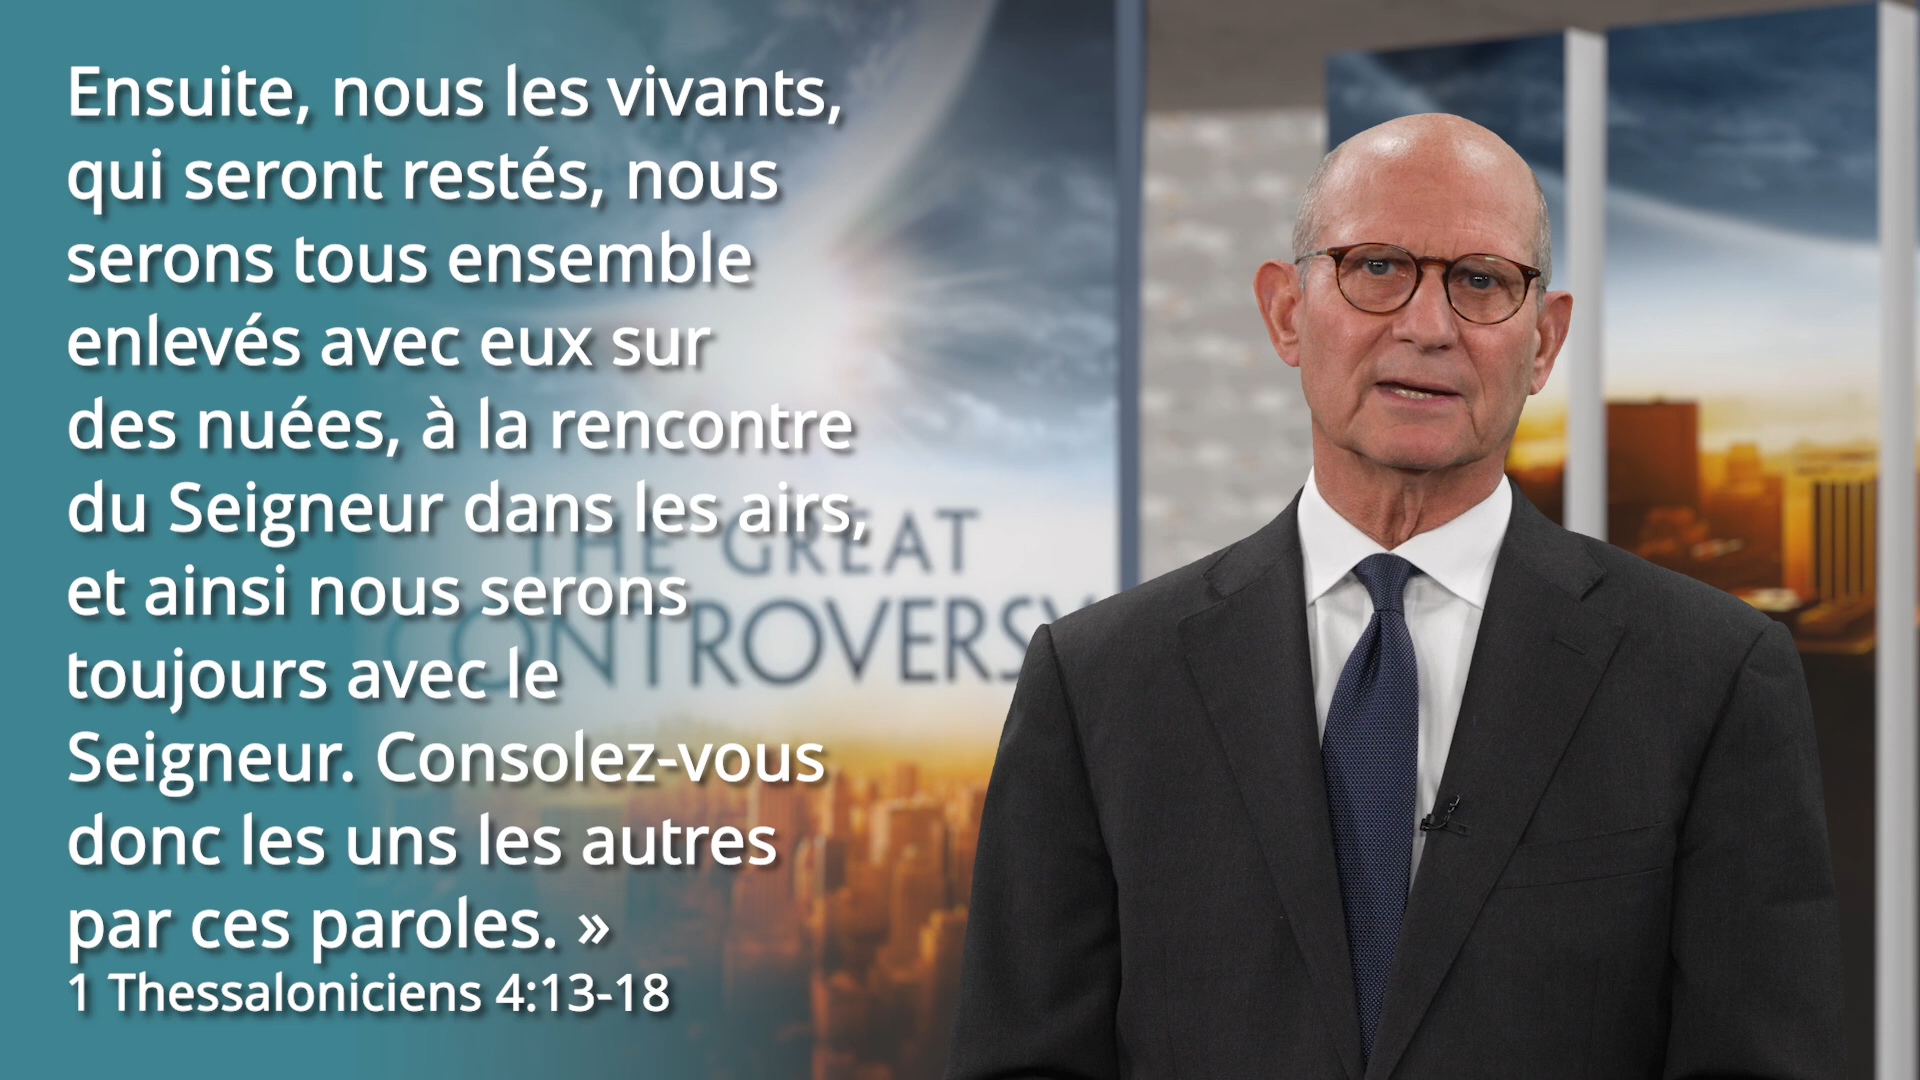 Ensuite, nous les vivants,
qui seront restés, nous
serons tous ensemble
enlevés avec eux sur
des nuées, à la rencontre
du Seigneur dans les airs,
et ainsi nous serons
toujours avec le
Seigneur. Consolez-vous
donc les uns les autres
par ces paroles. »
1 Thessaloniciens 4:13-18
THE GREAT
CONTROVERSY